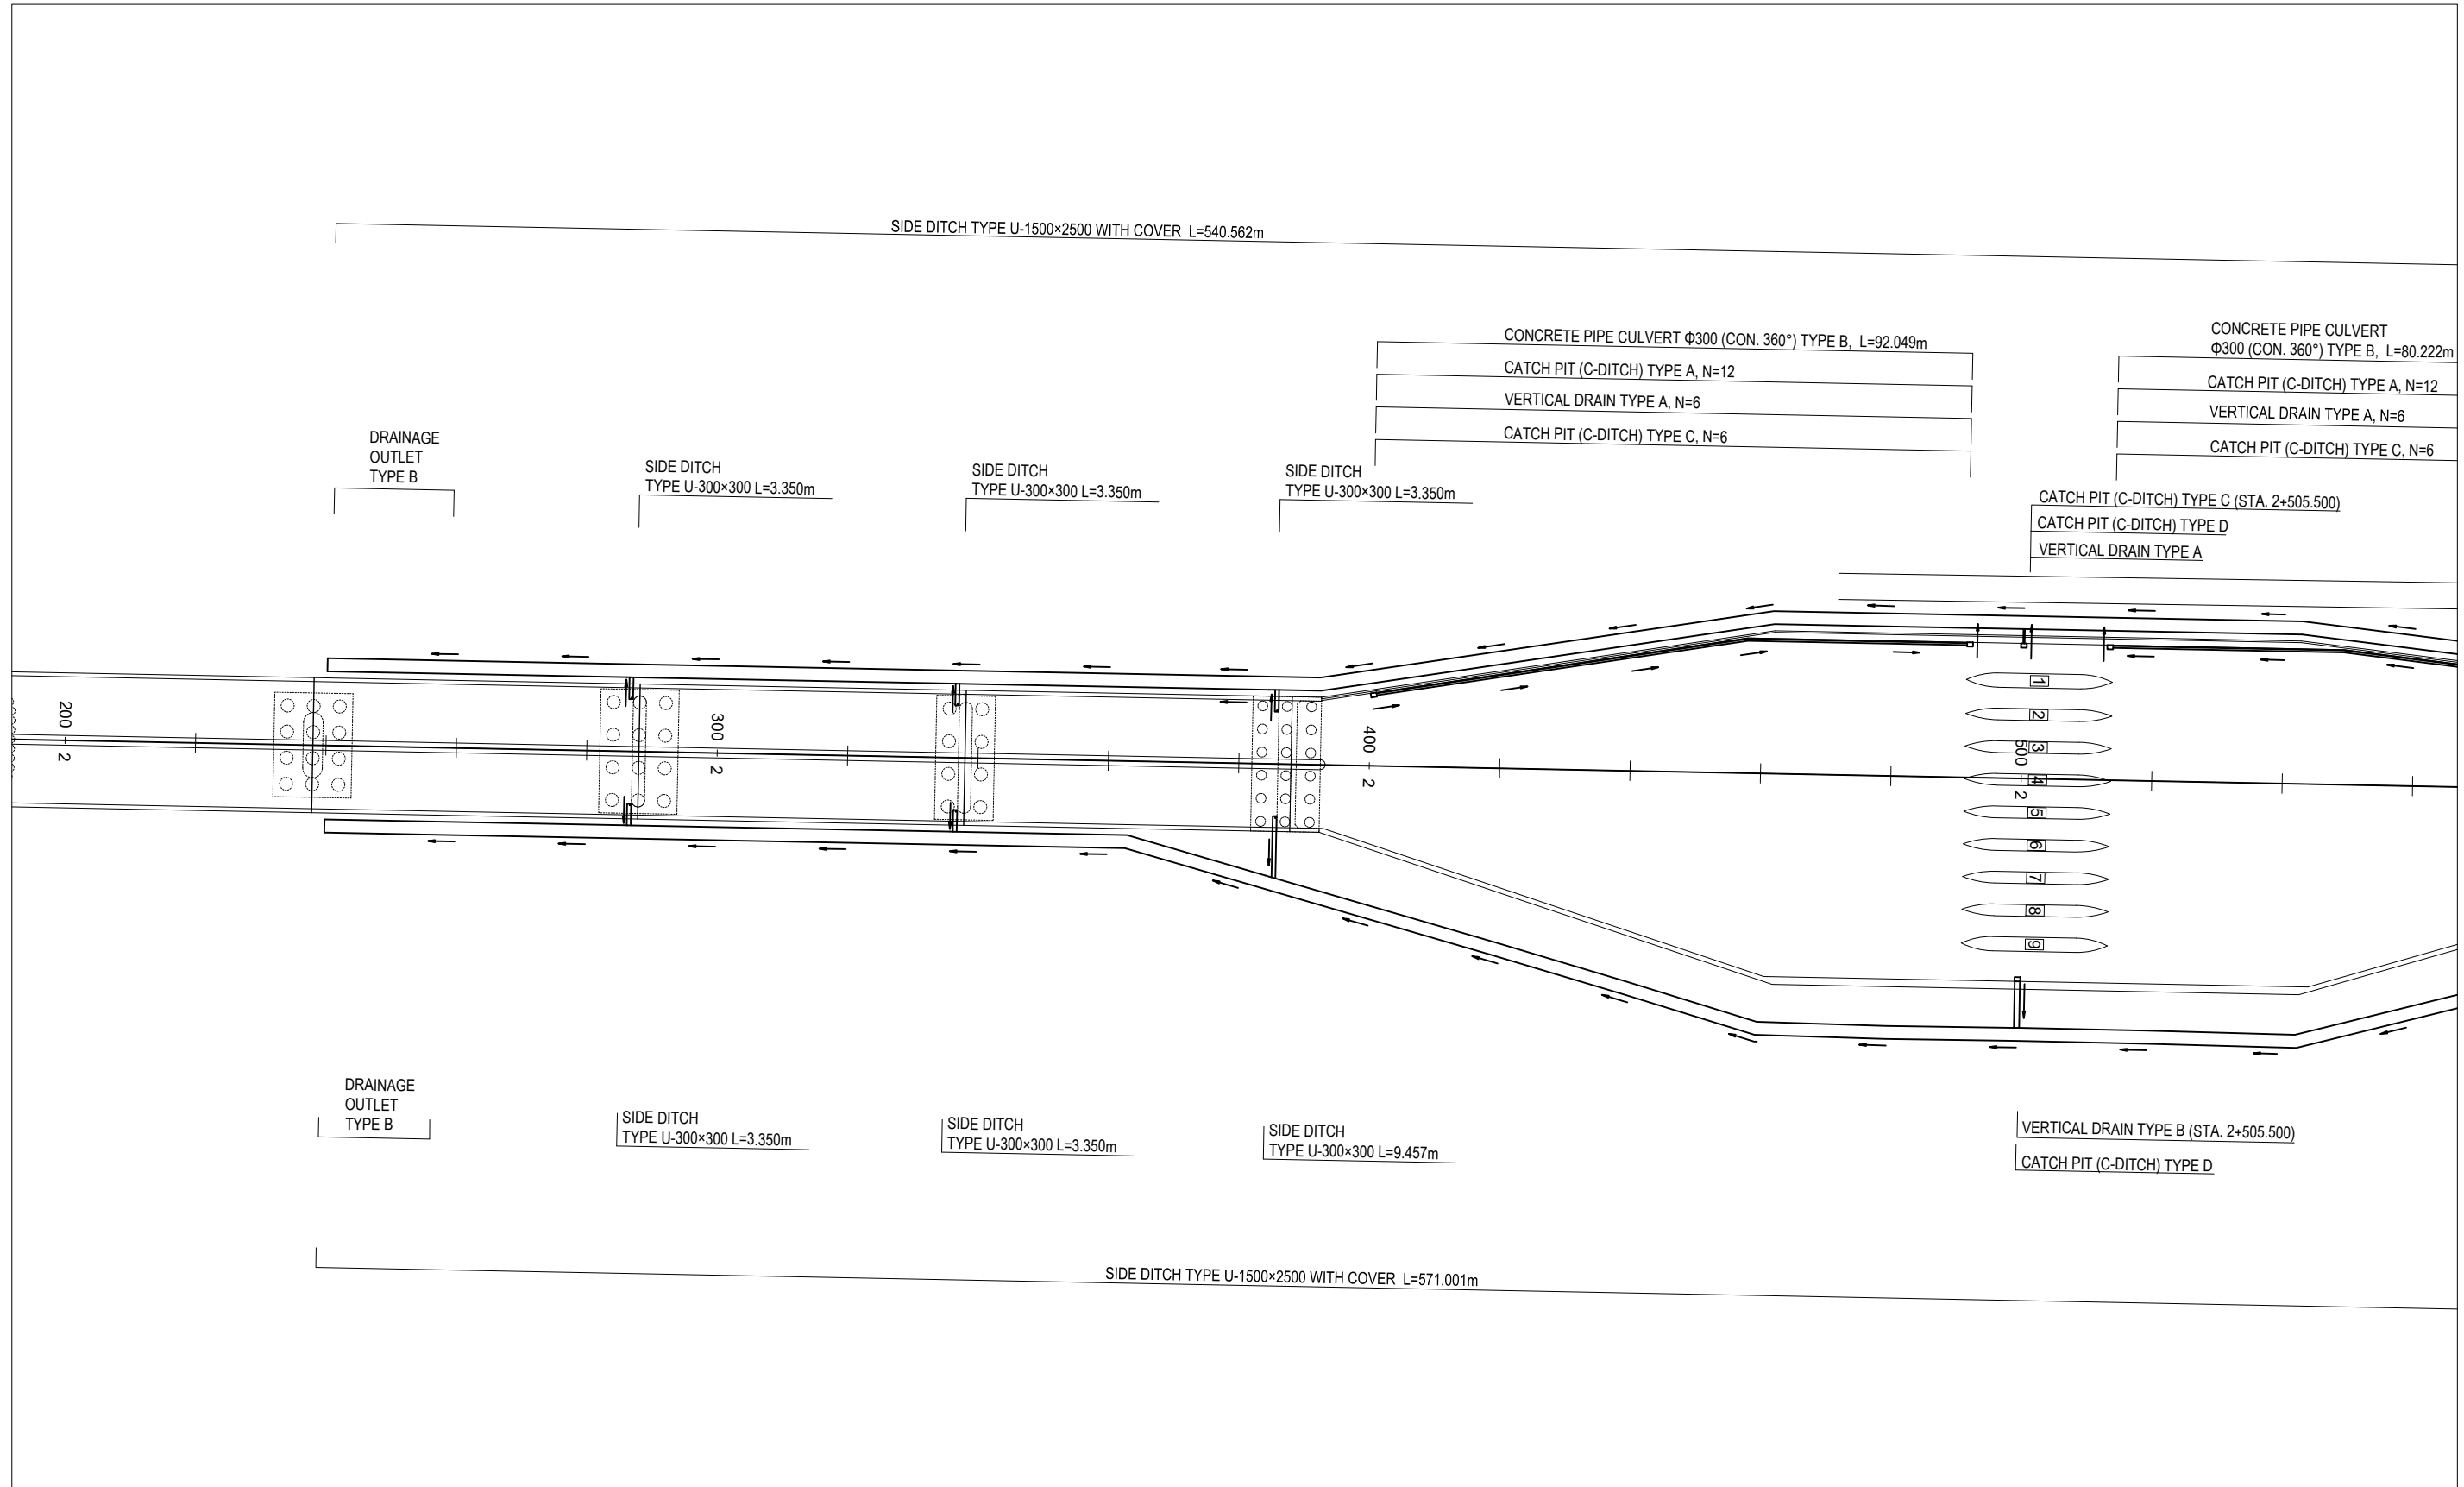 SIDE DITCH TYPE U-1500×2500 WITH COVER L=540.562m
CONCRETE PIPE CULVERT Φ300 (CON. 360°) TYPE B, L=92.049m
CATCH PIT (C-DITCH) TYPE A, N=12
VERTICAL DRAIN TYPE A, N=6
CATCH PIT (C-DITCH) TYPE C, N=6
CONCRETE PIPE CULVERT
Φ300 (CON. 360°) TYPE B, L=80.222m
CATCH PIT (C-DITCH) TYPE A, N=12
VERTICAL DRAIN TYPE A, N=6
CATCH PIT (C-DITCH) TYPE C, N=6
DRAINAGE
OUTLET
TYPE B
SIDE DITCH
TYPE U-300×300 L=3.350m
SIDE DITCH
TYPE U-300×300 L=3.350m
SIDE DITCH
TYPE U-300×300 L=3.350m
CATCH PIT (C-DITCH) TYPE C (STA. 2+505.500)
CATCH PIT (C-DITCH) TYPE D
VERTICAL DRAIN TYPE A
200
2
300
2
400
2
500
2
1
2
3
4
5
6
7
8
9
DRAINAGE
OUTLET
TYPE B
SIDE DITCH
TYPE U-300×300 L=3.350m
SIDE DITCH
TYPE U-300×300 L=3.350m
SIDE DITCH
TYPE U-300×300 L=9.457m
VERTICAL DRAIN TYPE B (STA. 2+505.500)
CATCH PIT (C-DITCH) TYPE D
SIDE DITCH TYPE U-1500×2500 WITH COVER L=571.001m